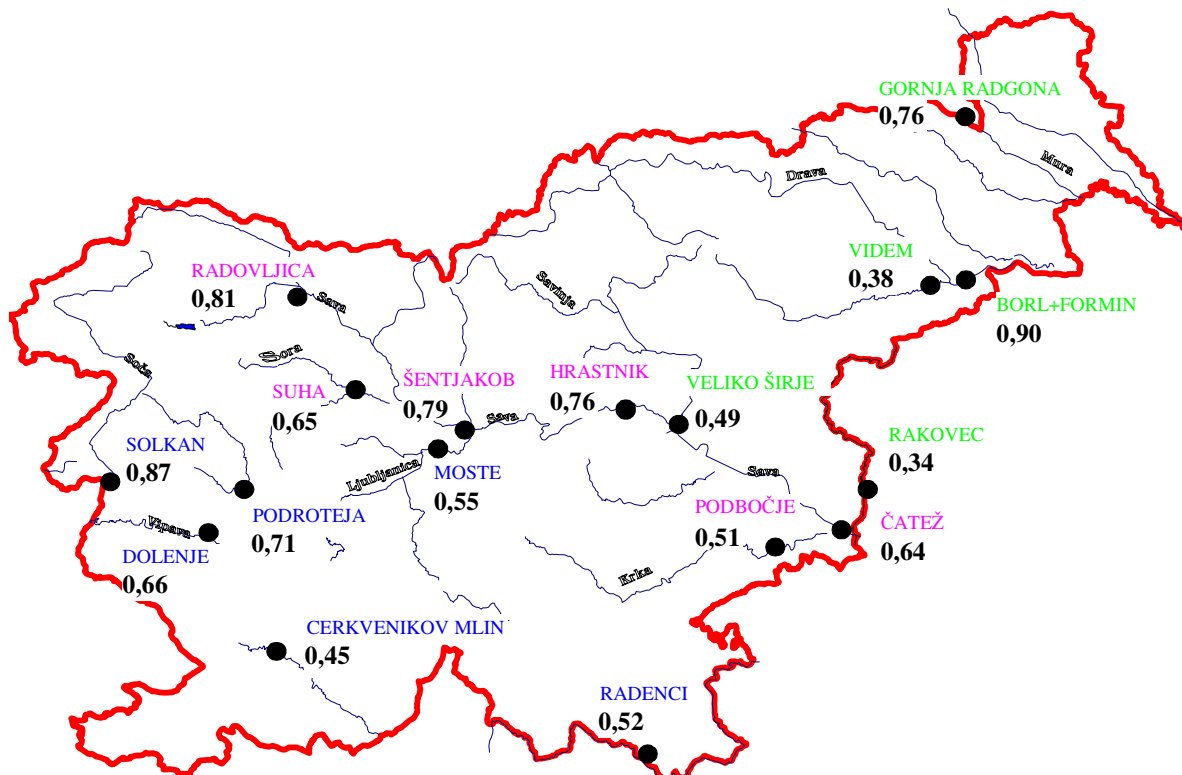 GORNJA RADGONA
0,76
Mura
Drava
VIDEM
0,38
BORL+FORMIN
0,90
RADOVLJICA
0,81
Sava
Savinja
Soča
Sora
SUHA
0,65
ŠENTJAKOB
0,79
Sava
HRASTNIK
0,76
VELIKO ŠIRJE
0,49
SOLKAN
0,87
Ljubljanica
MOSTE
0,55
Sava
RAKOVEC
0,34
PODROTEJA
0,71
Vipava
DOLENJE
0,66
PODBOČJE
0,51
ČATEŽ
0,64
Krka
CERKVENIKOV MLIN
0,45
RADENCI
0,52